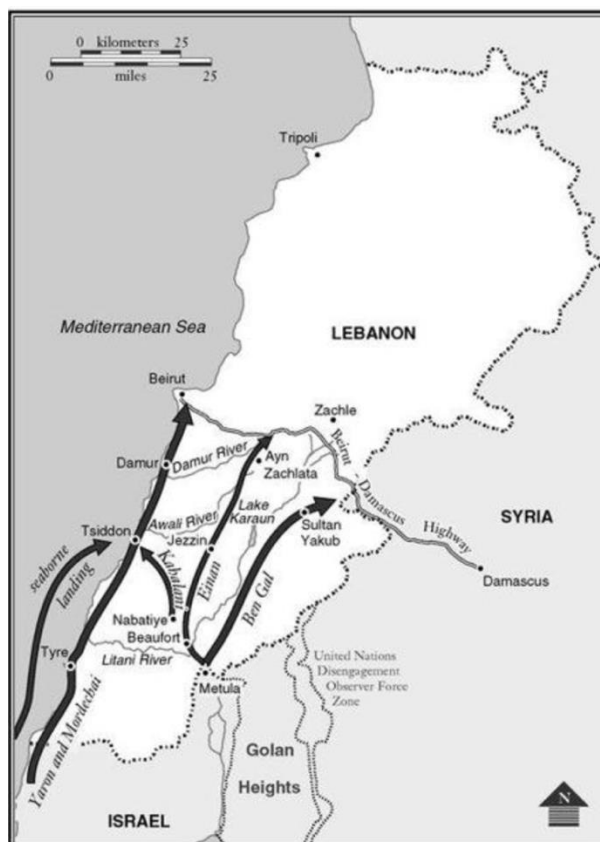 0 kilometers 25
0 miles 25
Tripoli
Mediterranean Sea
LEBANON
Beirut
Zachle
Beirut - Damascus Highway
Damur
Damur River
Ayn
Zachlata
Awali River
Lake
Karaun
SYRIA
Tsiddon
Jezzin
Sultan
Yakub
seaborne
landing
Kahalani
Einan
Ben Gal
Damascus
Nabatiye
Beaufort
Litani River
Tyre
Metula
United Nations
Disengagement
Observer Force
Zone
Yaron and Mordechai
Golan
Heights
ISRAEL
N